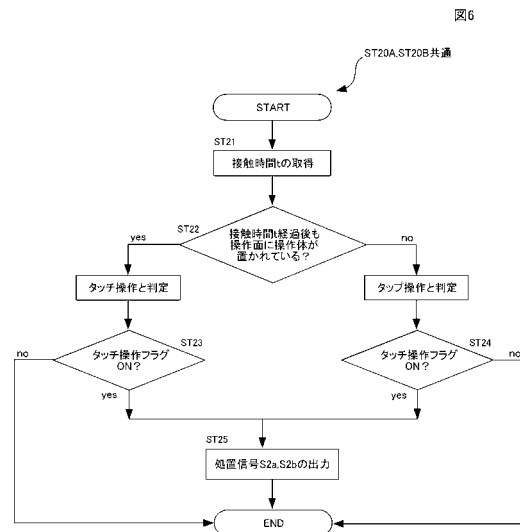 図6
ST20A,ST20B共通
START
ST21
接触時間tの取得
ST22
接触時間t経過後も
操作面に操作体が
置かれている？
yes
no
タッチ操作と判定
タップ操作と判定
no
ST23
タッチ操作フラグ
ON？
yes
ST24
タッチ操作フラグ
ON？
no
yes
ST25
処置信号S2a,S2bの出力
END